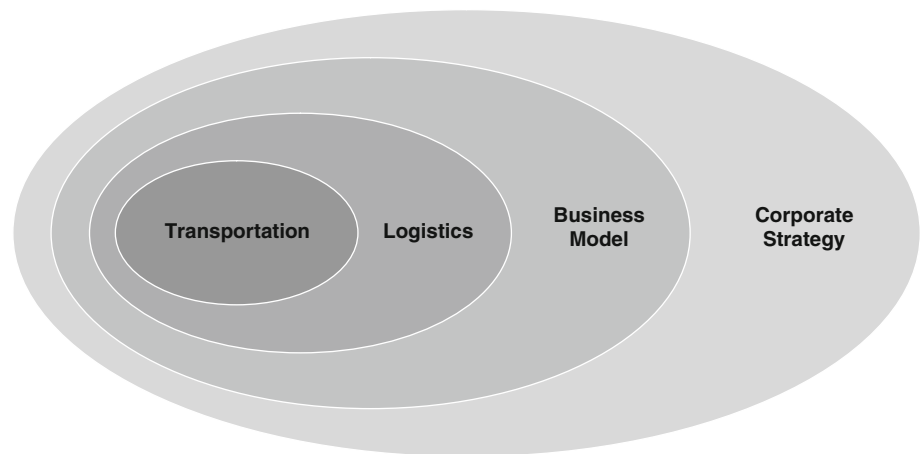 Transportation
Logistics
Business
Model
Corporate
Strategy